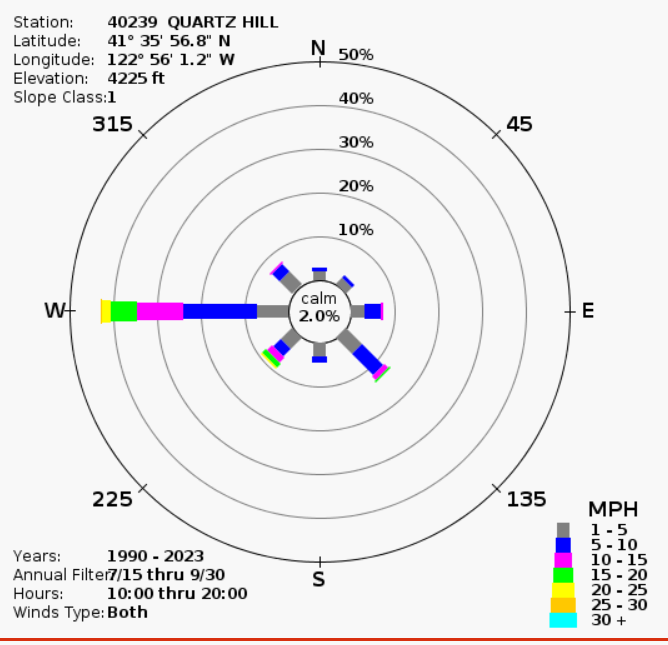 Station: 40239 QUARTZ HILL
Latitude: 41° 35' 56.8" N
Longitude: 122° 56' 1.2" W
Elevation: 4225 ft
Slope Class:1
N
50%
40%
30%
20%
10%
315
45
W
calm
2.0%
E
225
135
S
Years: 1990 - 2023
Annual Filter7/15 thru 9/30
Hours: 10:00 thru 20:00
Winds Type:Both
MPH
1 - 5
5 - 10
10 - 15
15 - 20
20 - 25
25 - 30
30 +